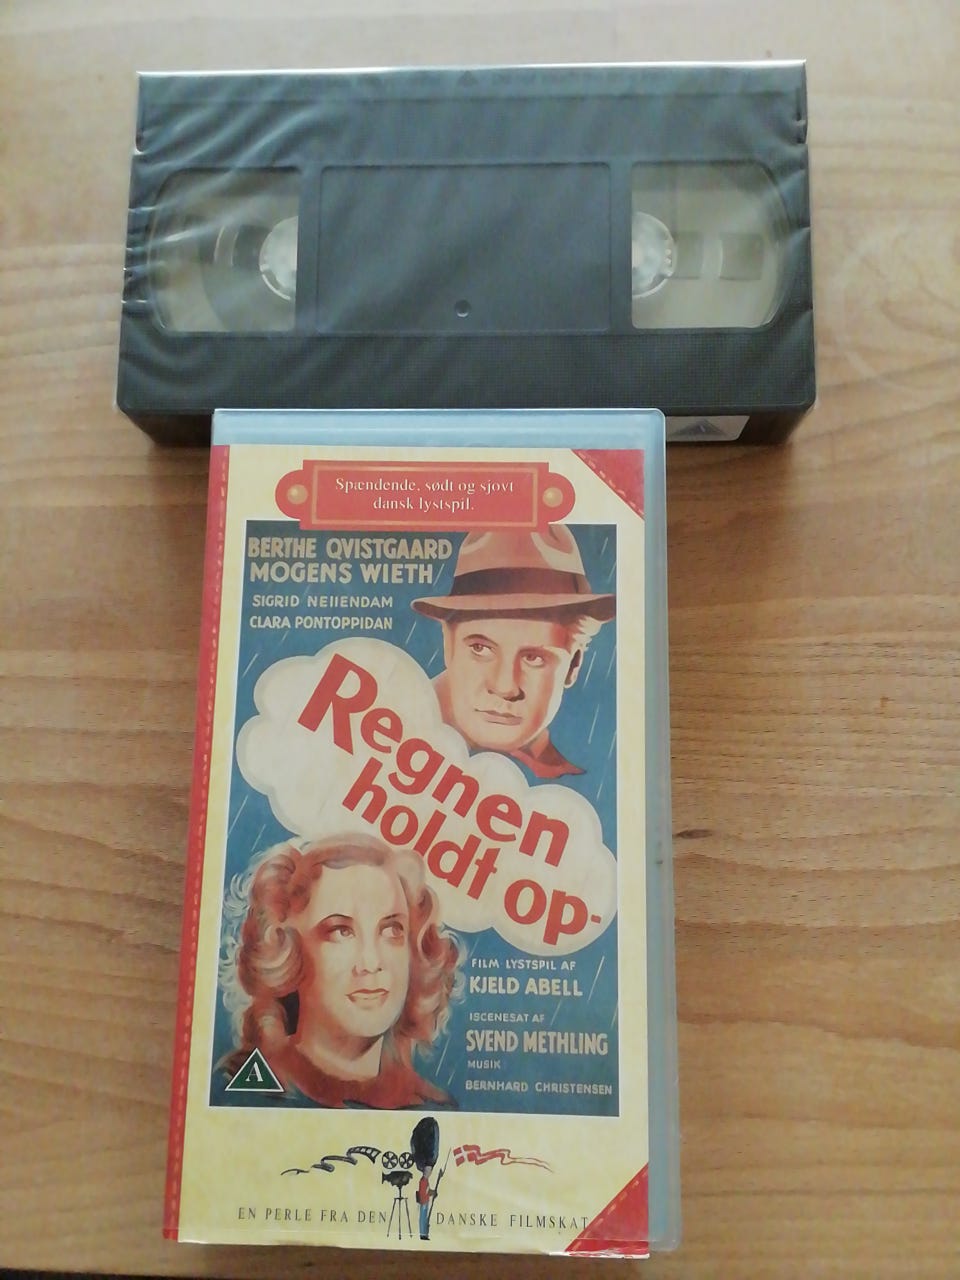 Spændende, sødt og sjovt
dansk lystspil.
BERTHE QVISTGAARD
MOGENS WIETH
SIGRID NEIIENDAM
CLARA PONTOPPIDAN
Regnen
holdt op-
FILM LYSTSPIL AF
KJELD ABELL
ISCENESAT AF
SVEND METHLING
MUSIK
BERNHARD CHRISTENSEN
A
EN PERLE FRA DEN DANSKE FILMSKAT